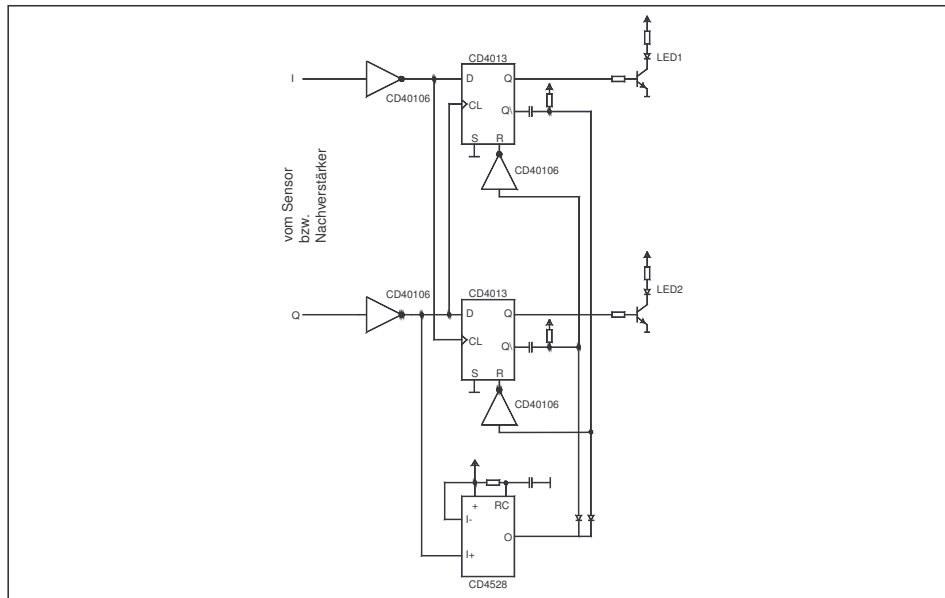 CD4013
LED1
I
D
Q
CD40106
CL
Q\
S
R
CD40106
vom Sensor
bzw.
Nachverstärker
CD40106
CD4013
LED2
Q
D
Q
CL
Q\
S
R
CD40106
+
RC
I-
O
I+
CD4528